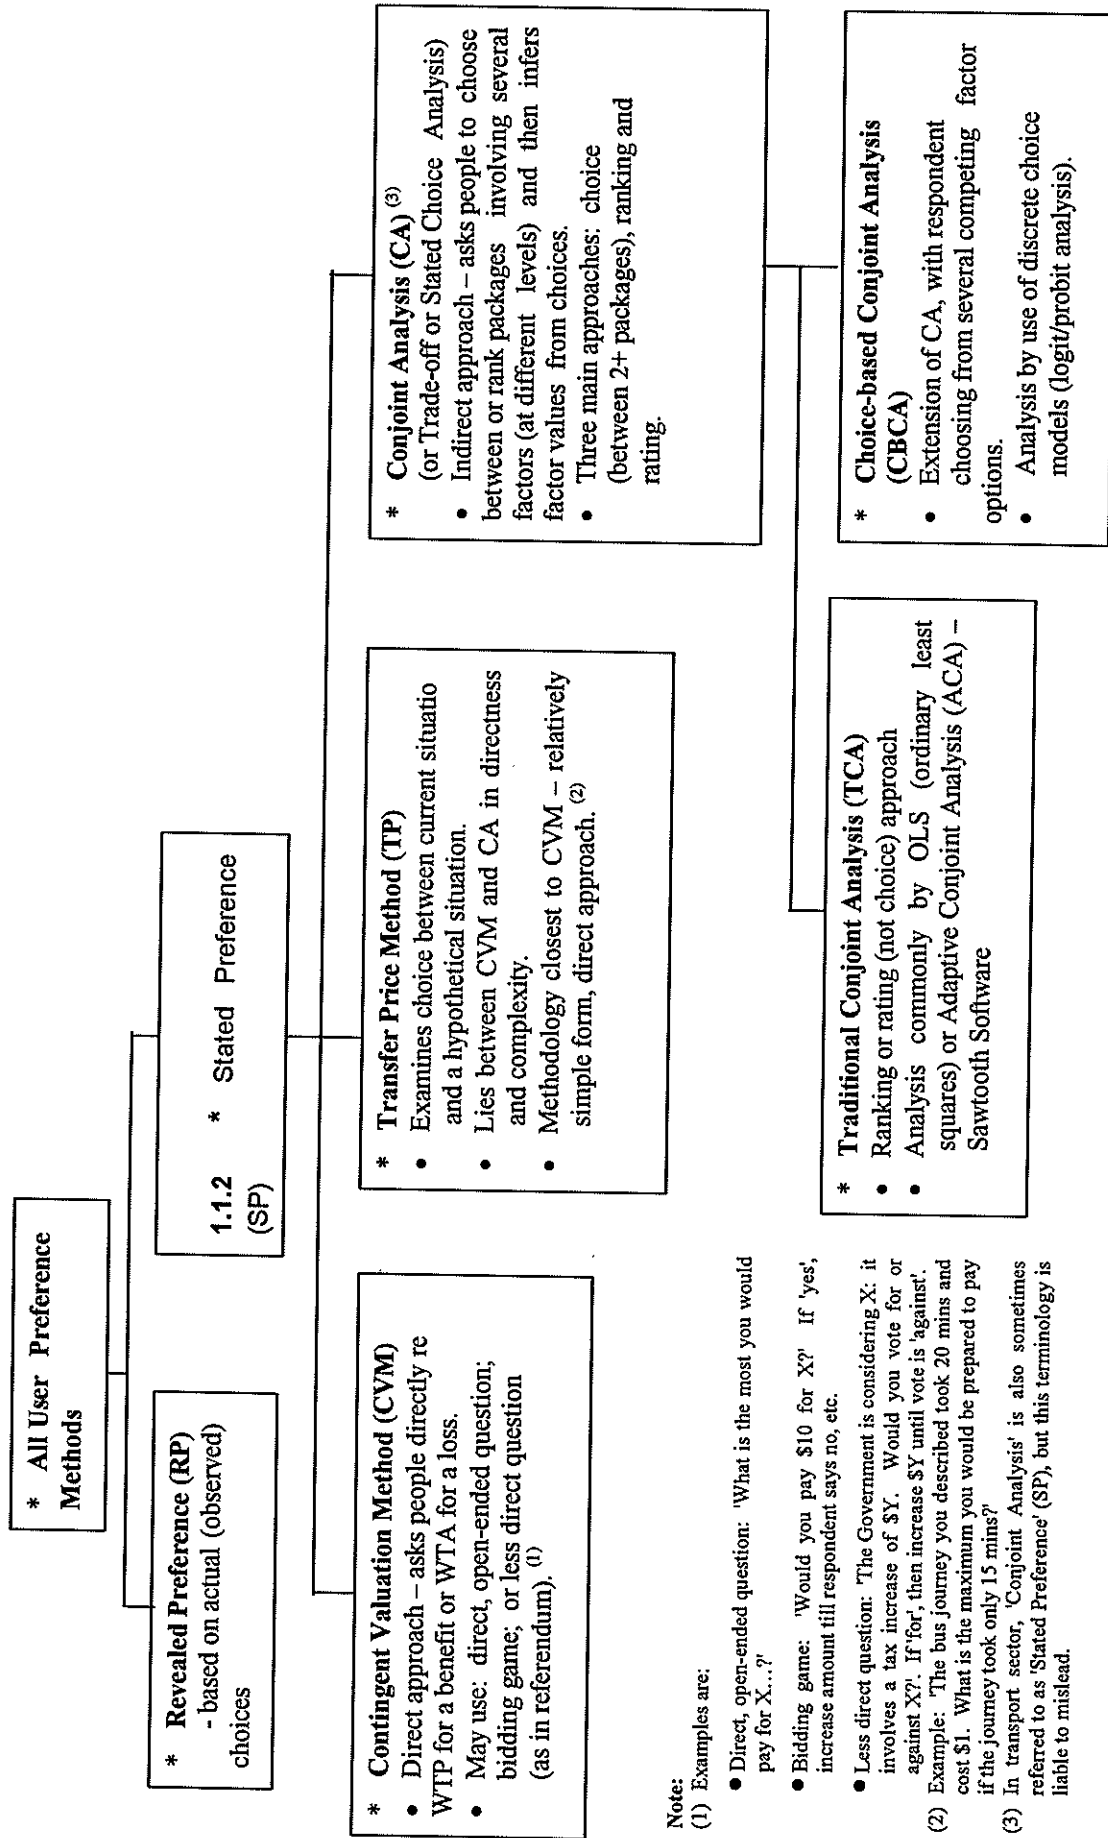 * All User Preference
Methods
* Revealed Preference (RP)
- based on actual (observed)
choices
1.1.2 * Stated Preference
(SP)
* Contingent Valuation Method (CVM)
• Direct approach – asks people directly re
WTP for a benefit or WTA for a loss.
• May use: direct, open-ended question;
bidding game; or less direct question
(as in referendum). (1)
* Transfer Price Method (TP)
• Examines choice between current situatio
and a hypothetical situation.
• Lies between CVM and CA in directness
and complexity.
• Methodology closest to CVM – relatively
simple form, direct approach. (2)
* Conjoint Analysis (CA) (3)
(or Trade-off or Stated Choice Analysis)
• Indirect approach – asks people to choose
between or rank packages involving several
factors (at different levels) and then infers
factor values from choices.
• Three main approaches: choice
(between 2+ packages), ranking and
rating.
* Traditional Conjoint Analysis (TCA)
• Ranking or rating (not choice) approach
• Analysis commonly by OLS (ordinary least
squares) or Adaptive Conjoint Analysis (ACA) –
Sawtooth Software
* Choice-based Conjoint Analysis
(CBCA)
• Extension of CA, with respondent
choosing from several competing factor
options.
• Analysis by use of discrete choice
models (logit/probit analysis).
Note:
(1) Examples are:
● Direct, open-ended question: 'What is the most you would
pay for X...?'
● Bidding game: 'Would you pay $10 for X?' If 'yes',
increase amount till respondent says no, etc.
● Less direct question: 'The Government is considering X: it
involves a tax increase of $Y. Would you vote for or
against X?'. If 'for', then increase $Y until vote is 'against'.
(2) Example: 'The bus journey you described took 20 mins and
cost $1. What is the maximum you would be prepared to pay
if the journey took only 15 mins?'
(3) In transport sector, 'Conjoint Analysis' is also sometimes
referred to as 'Stated Preference' (SP), but this terminology is
liable to mislead.